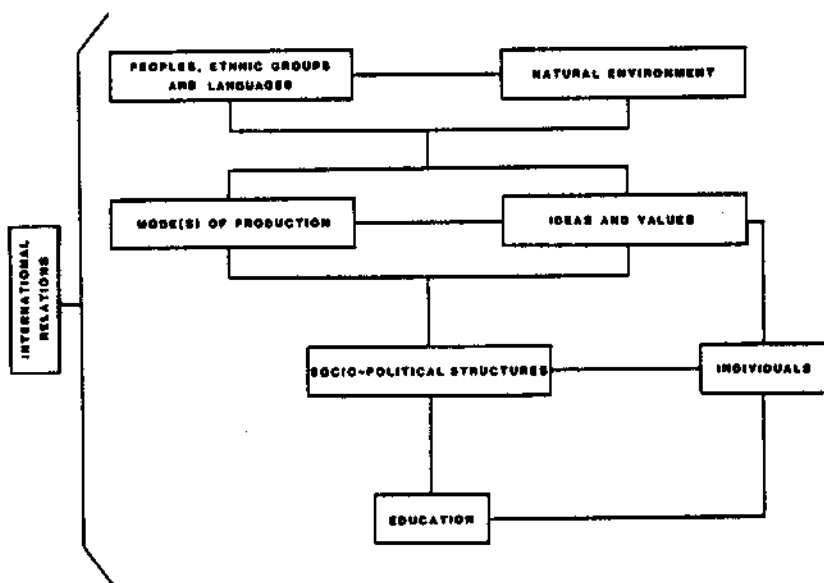 PEOPLES, ETHNIC GROUPS
AND LANGUAGES
NATURAL ENVIRONMENT
MODE(S) OF PRODUCTION
IDEAS AND VALUES
INTERNATIONAL
RELATIONS
SOCIO-POLITICAL STRUCTURES
INDIVIDUALS
EDUCATION